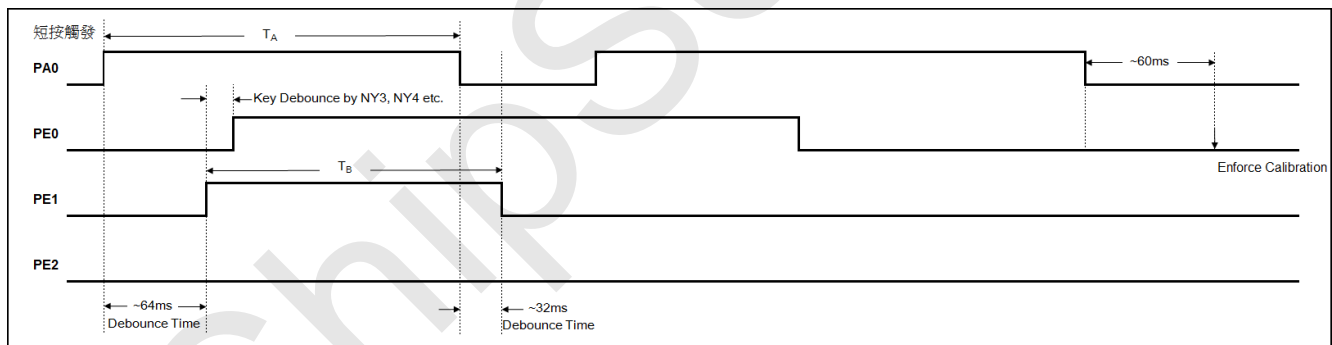 短按觸發
TA
PA0
~60ms
Key Debounce by NY3, NY4 etc.
PE0
Enforce Calibration
TB
PE1
PE2
~64ms
Debounce Time
~32ms
Debounce Time